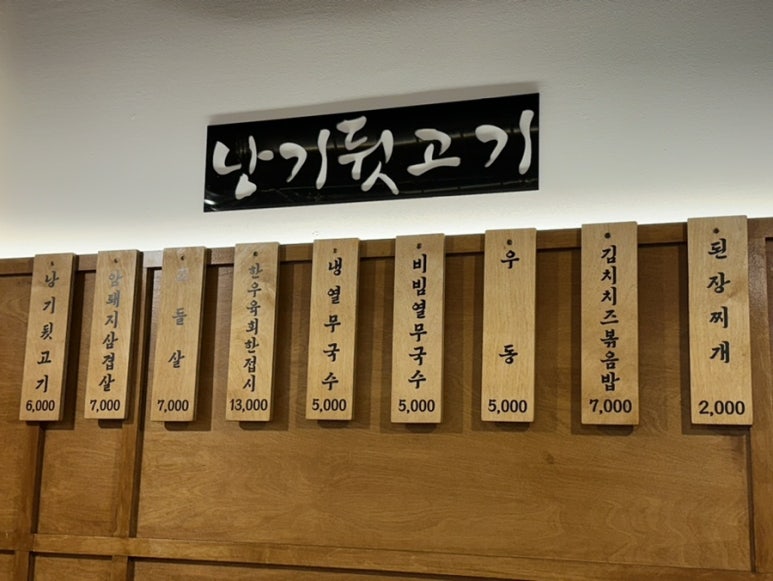 낭기뒷고기
낭기뒷고기
6,000
암돼지삼겹살
7,000
들살
7,000
한우육회한접시
13,000
냉열무국수
5,000
비빔열무국수
5,000
우동
5,000
김치치즈볶음밥
7,000
된장찌개
2,000